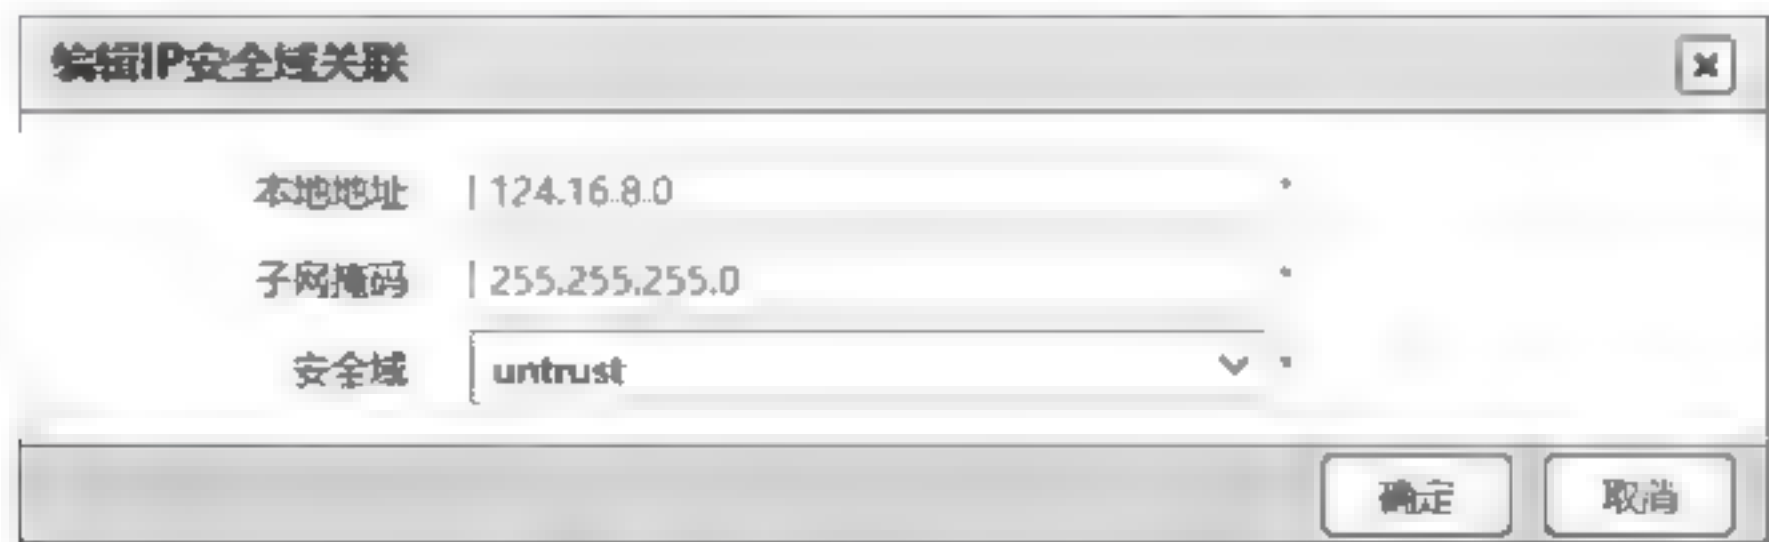 编辑IP安全域关联
本地地址 124.16.8.0 *
子网掩码 255.255.255.0 *
安全域 untrust *
确定 取消